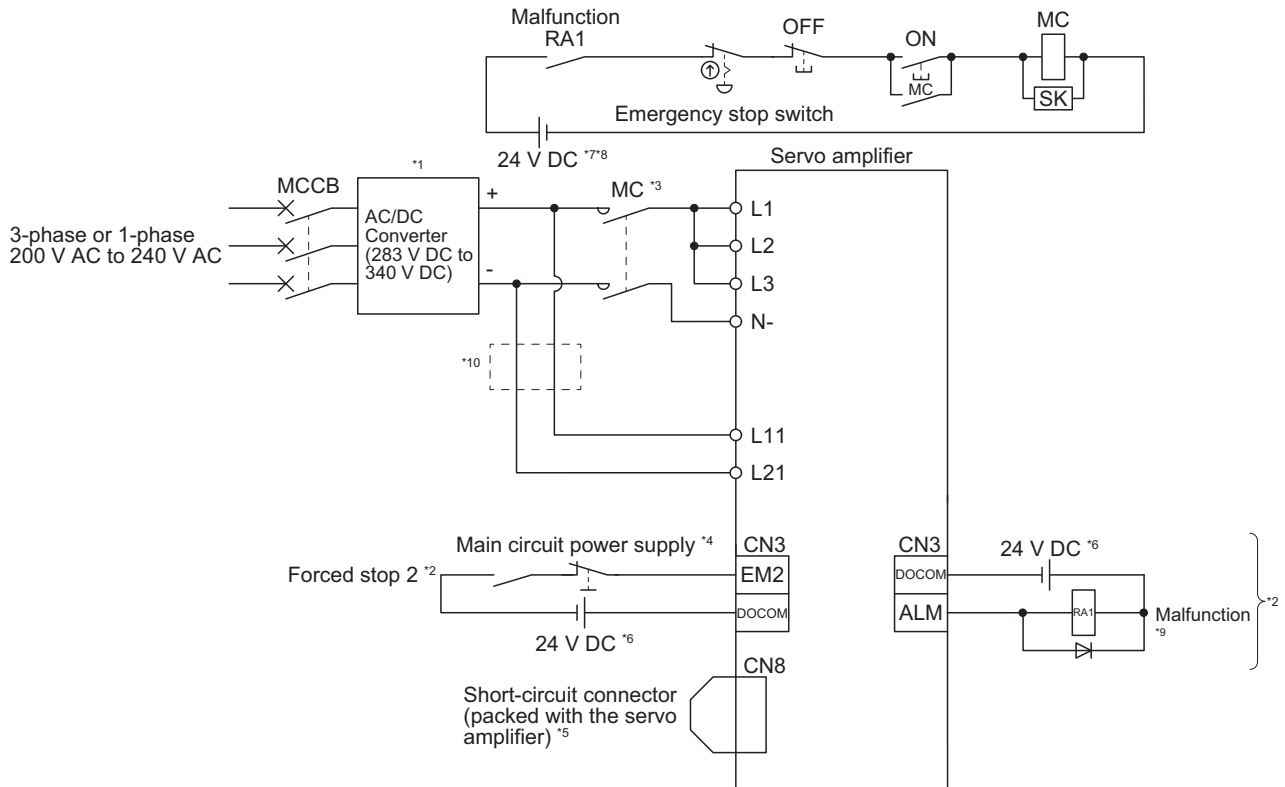 Malfunction
RA1
OFF
ON
MC
MC
SK
Emergency stop switch
24 V DC *7*8
Servo amplifier
MCCB
*1
AC/DC
Converter
(283 V DC to
340 V DC)
+
-
MC *3
3-phase or 1-phase
200 V AC to 240 V AC
L1
L2
L3
N-
*10
L11
L21
Main circuit power supply *4
Forced stop 2 *2
24 V DC *6
CN3
EM2
DOCOM
CN3
DOCOM
ALM
24 V DC *6
RA1
Malfunction
*9
*2
CN8
Short-circuit connector
(packed with the servo
amplifier) *5